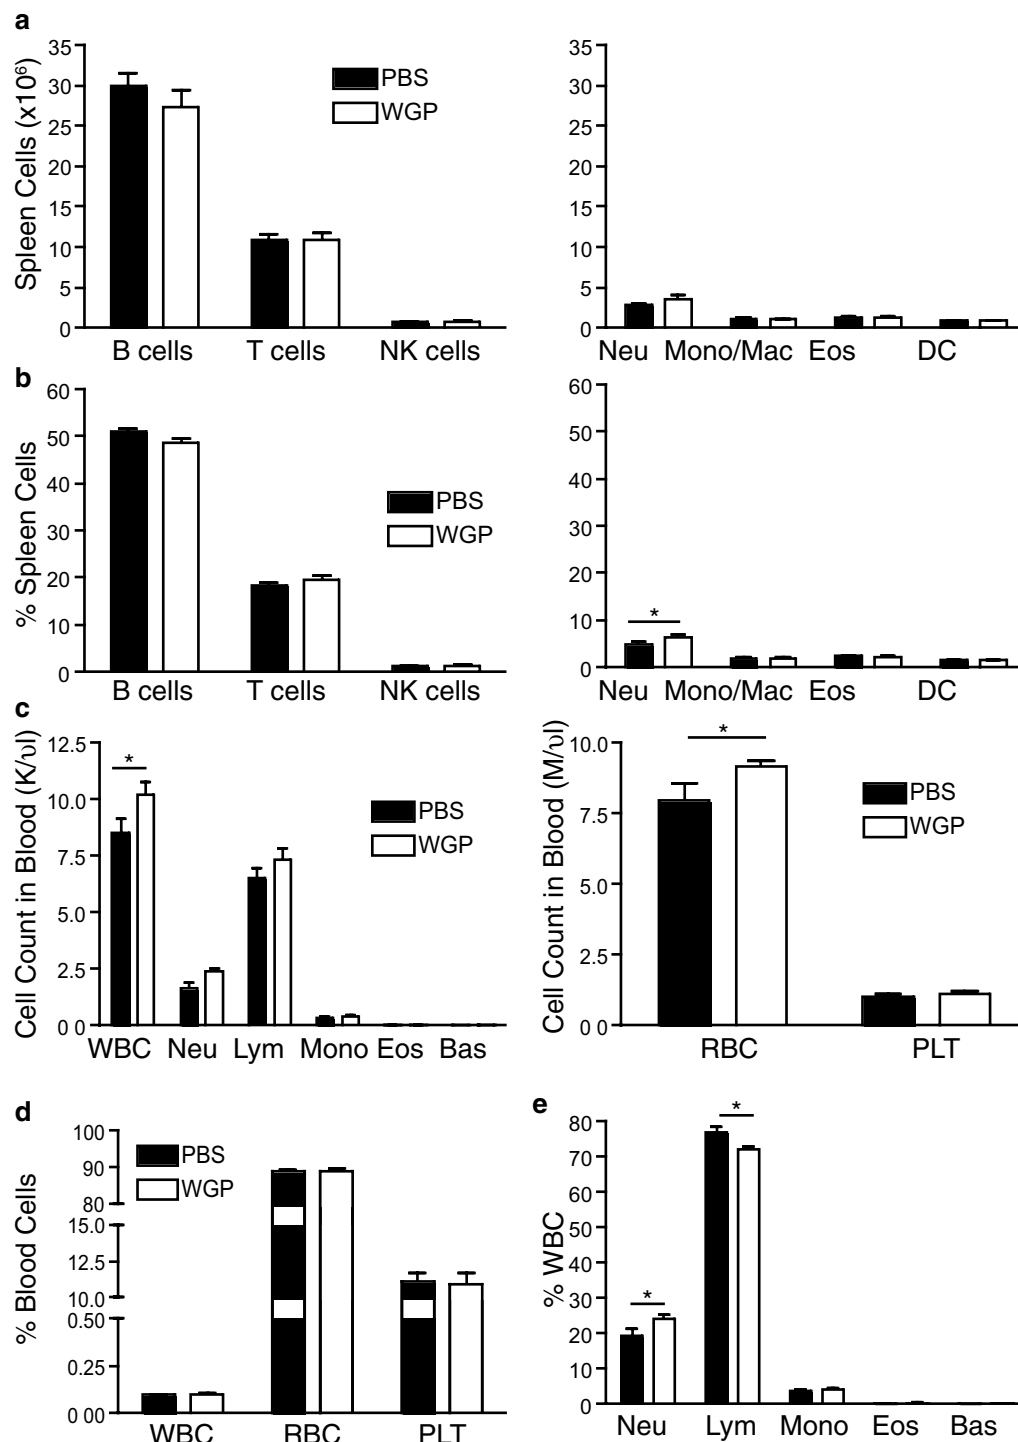 a
Spleen Cells (x10⁶)
35
30
25
20
15
10
5
0
PBS
WGP
B cells T cells NK cells
35
30
25
20
15
10
5
0
Neu Mono/Mac Eos DC
b
% Spleen Cells
60
50
40
30
20
10
0
PBS
WGP
B cells T cells NK cells
60
50
40
30
20
10
0
*
Neu Mono/Mac Eos DC
c
Cell Count in Blood (K/υl)
12.5
10.0
7.5
5.0
2.5
0 0
*
PBS
WGP
WBC Neu Lym Mono Eos Bas
Cell Count in Blood (M/υl)
10.0
7.5
5.0
2.5
0 0
*
PBS
WGP
RBC PLT
d
% Blood Cells
100
90
80
15.0
12.5
10.0
0.50
0.25
0 00
PBS
WGP
WBC RBC PLT
e
% WBC
80
70
60
50
40
30
20
10
0
*
*
Neu Lym Mono Eos Bas